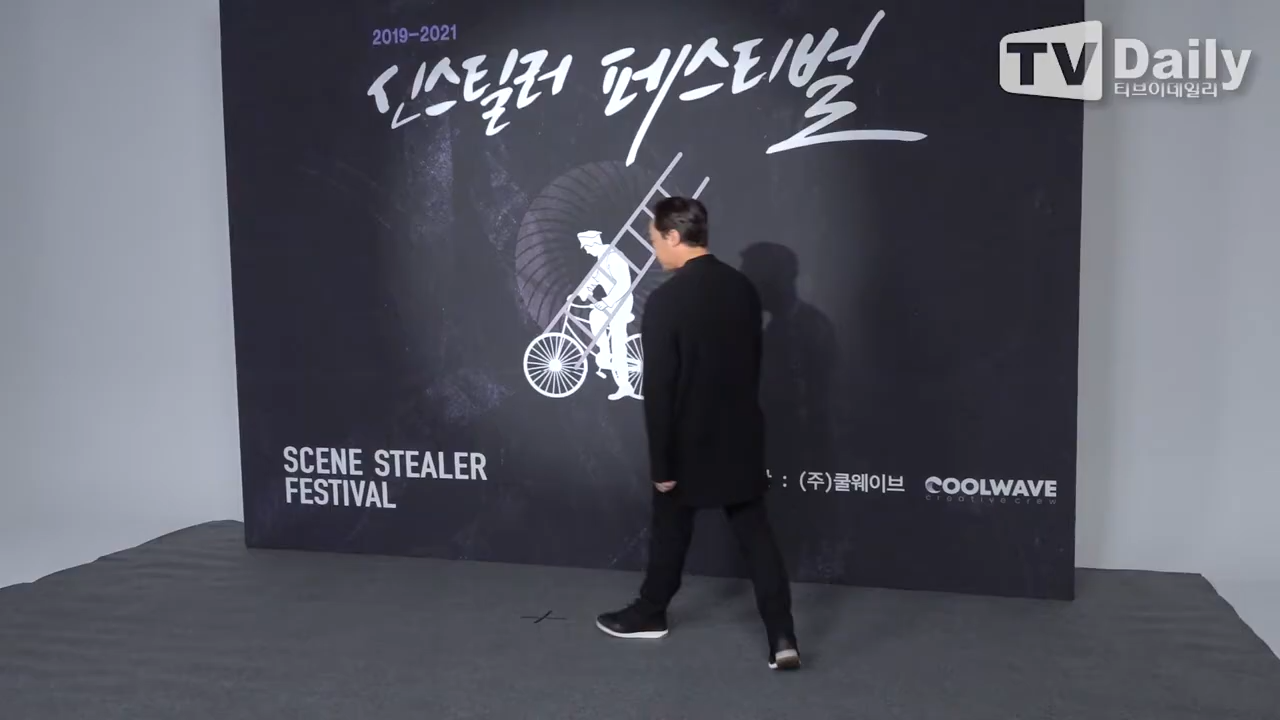 2019-2021
신스틸러 페스티벌
TV Daily
티브이데일리
SCENE STEALER
FESTIVAL
: (주)쿨웨이브
COOLWAVE
creative crew